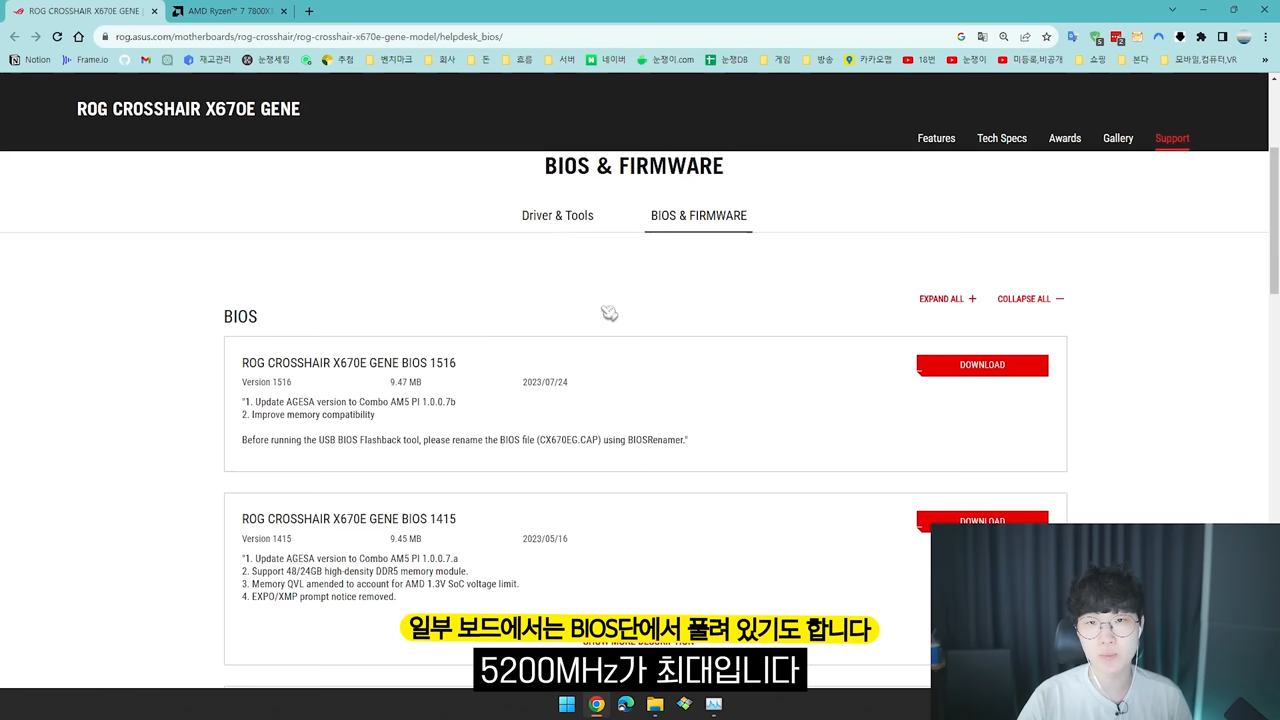 ROG CROSSHAIR X670E GENE |
AMD Ryzen™ 7 7800X
rog.asus.com/motherboards/rog-crosshair/rog-crosshair-x670e-gene-model/helpdesk_bios/
Notion
Frame.io
재고관리
눈쟁세팅
추첨
벤치마크
회사
돈
흐름
서버
네이버
눈쟁이.com
눈쟁DB
게임
방송
카카오맵
18번
눈쟁이
미등록,비공개
쇼핑
본다
모바일,컴퓨터,VR
ROG CROSSHAIR X670E GENE
Features Tech Specs Awards Gallery Support
BIOS & FIRMWARE
Driver & Tools BIOS & FIRMWARE
EXPAND ALL + COLLAPSE ALL −
BIOS
ROG CROSSHAIR X670E GENE BIOS 1516
DOWNLOAD
Version 1516 9.47 MB 2023/07/24
"1. Update AGESA version to Combo AM5 PI 1.0.0.7b
2. Improve memory compatibility
Before running the USB BIOS Flashback tool, please rename the BIOS file (CX670EG.CAP) using BIOSRenamer."
ROG CROSSHAIR X670E GENE BIOS 1415
DOWNLOAD
Version 1415 9.45 MB 2023/05/16
"1. Update AGESA version to Combo AM5 PI 1.0.0.7.a
2. Support 48/24GB high-density DDR5 memory module.
3. Memory QVL amended to account for AMD 1.3V SoC voltage limit.
4. EXPO/XMP prompt notice removed.
일부 보드에서는 BIOS단에서 풀려 있기도 합니다
5200MHz가 최대입니다